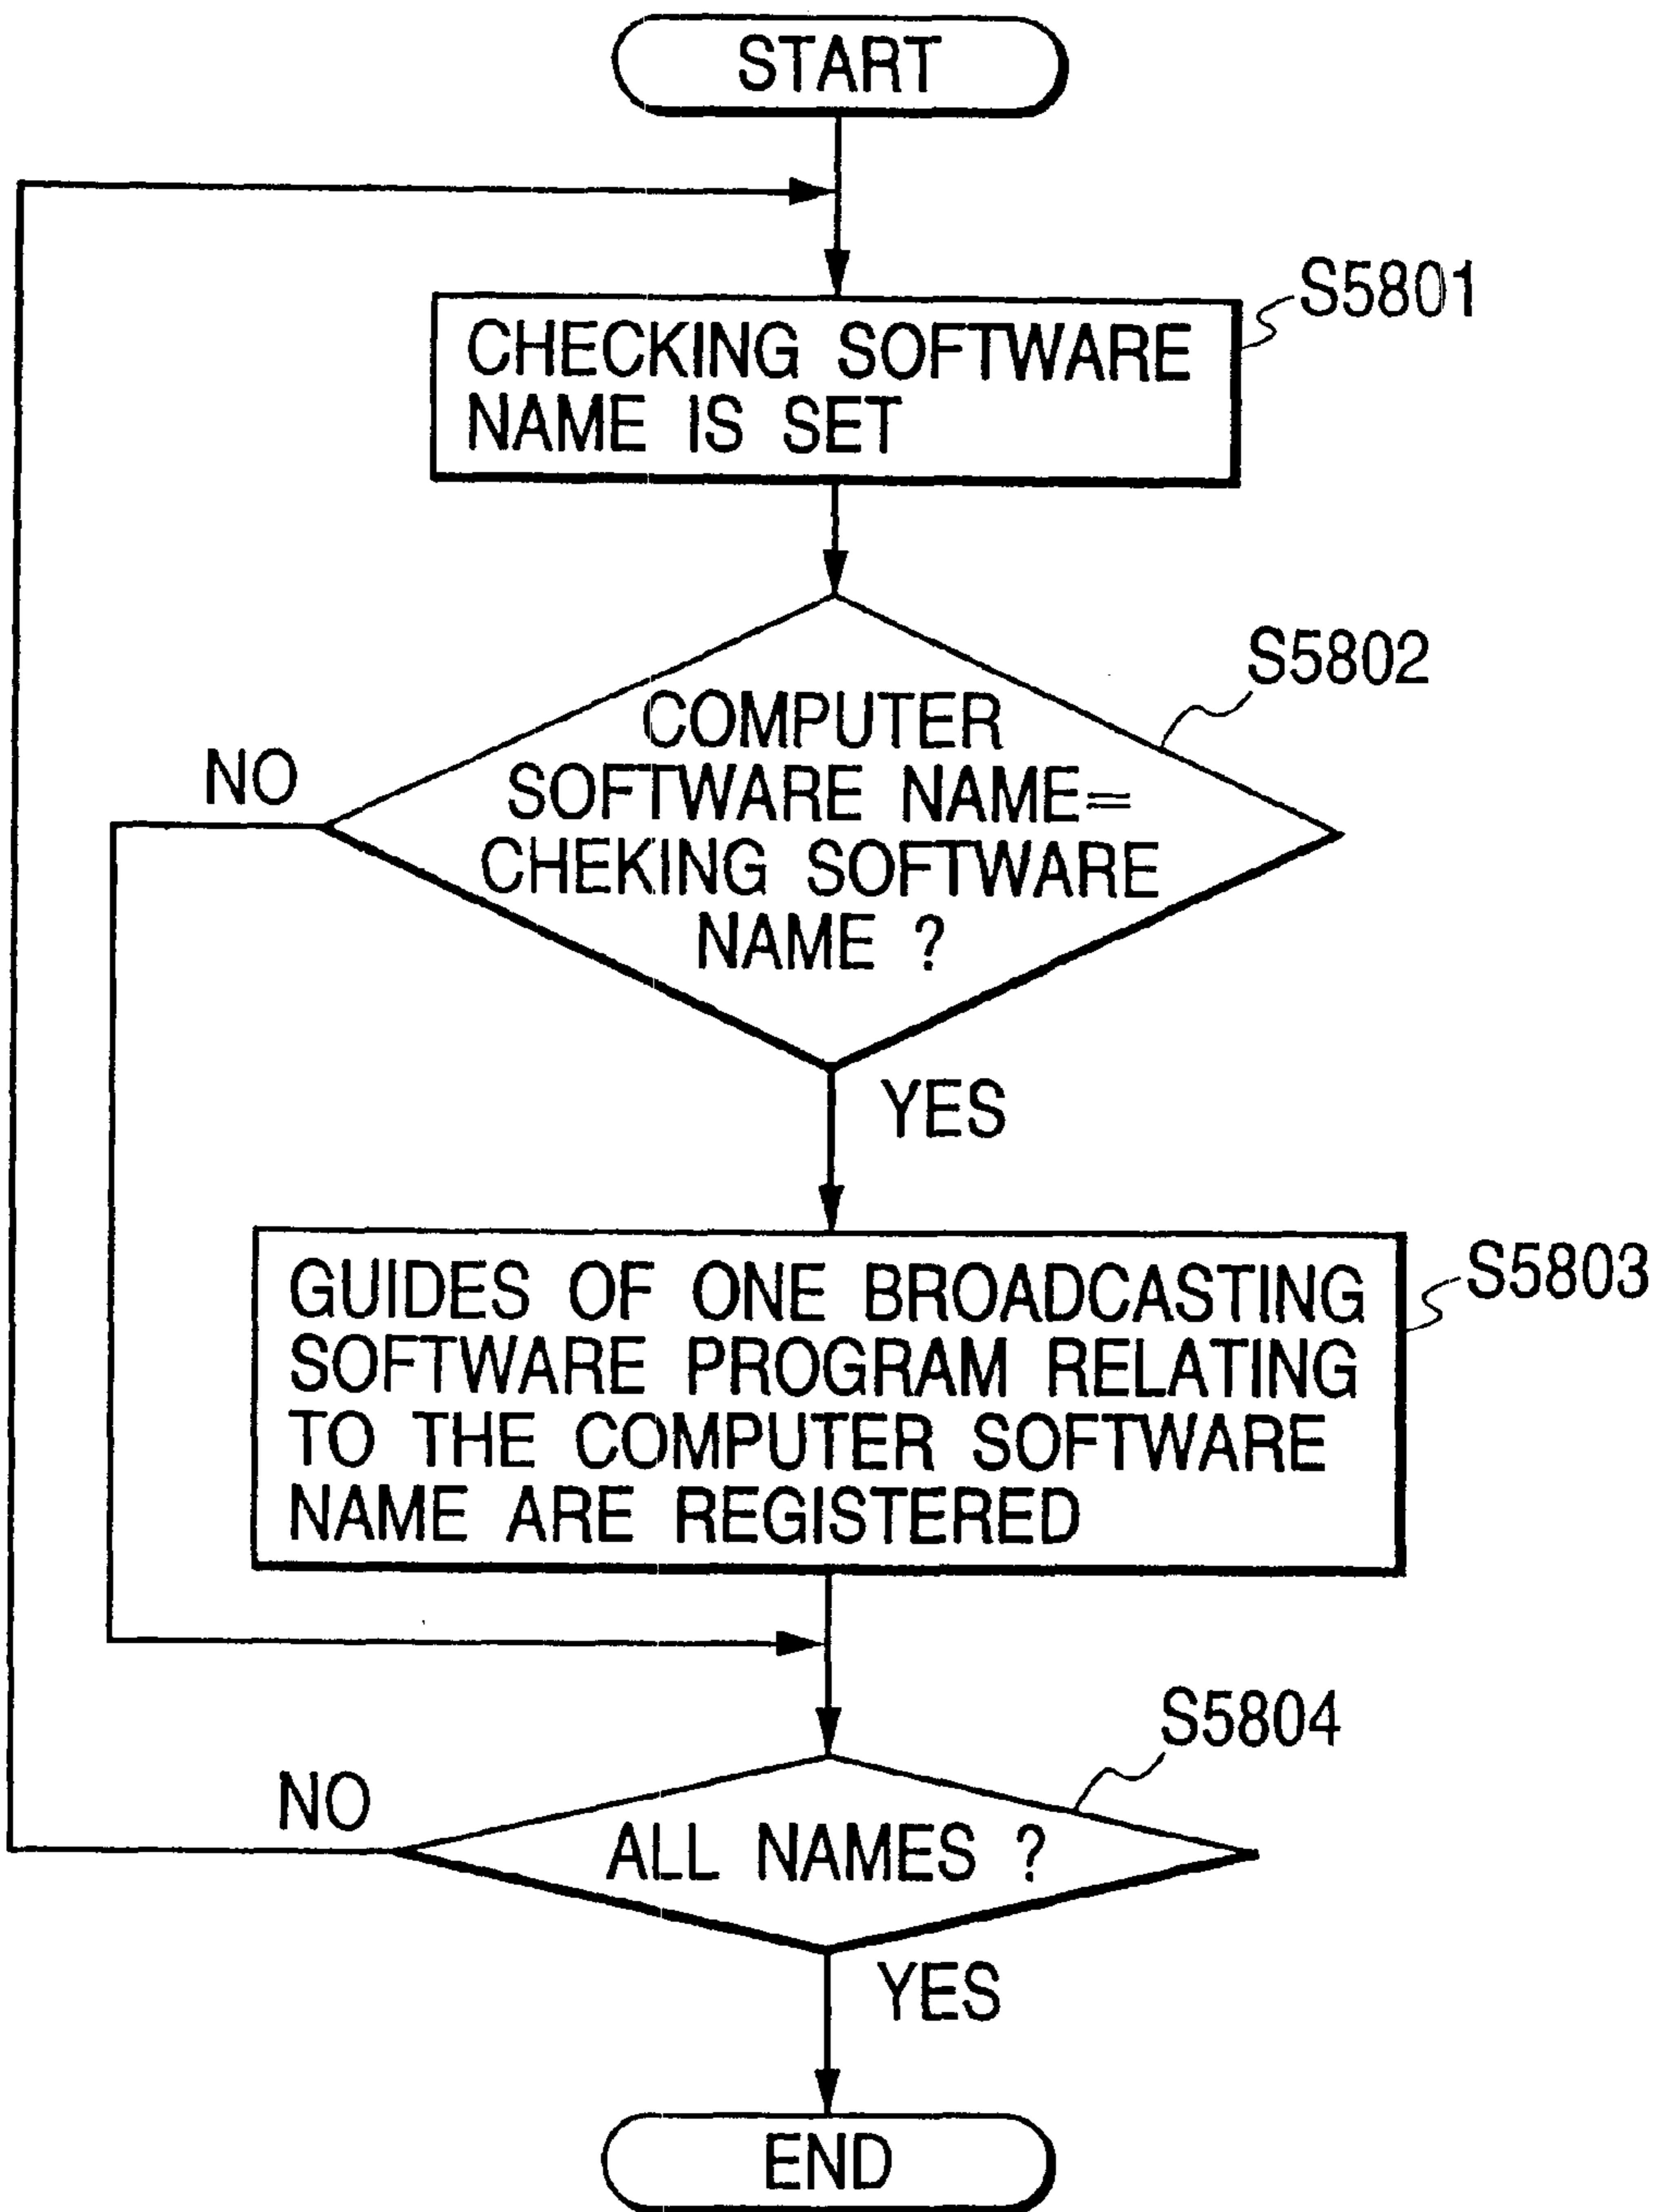 START
S5801
CHECKING SOFTWARE
NAME IS SET
S5802
COMPUTER
SOFTWARE NAME=
CHEKING SOFTWARE
NAME ?
NO
YES
S5803
GUIDES OF ONE BROADCASTING
SOFTWARE PROGRAM RELATING
TO THE COMPUTER SOFTWARE
NAME ARE REGISTERED
S5804
NO
ALL NAMES ?
YES
END